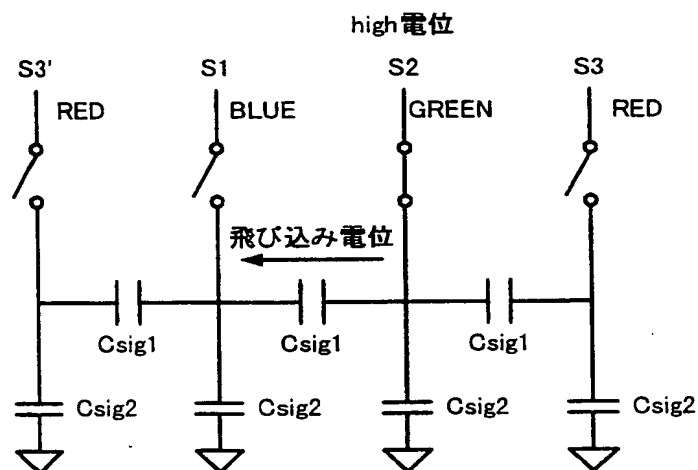 high電位
S3' S1 S2 S3
RED BLUE GREEN RED
飛び込み電位
Csig1 Csig1 Csig1
Csig2 Csig2 Csig2 Csig2